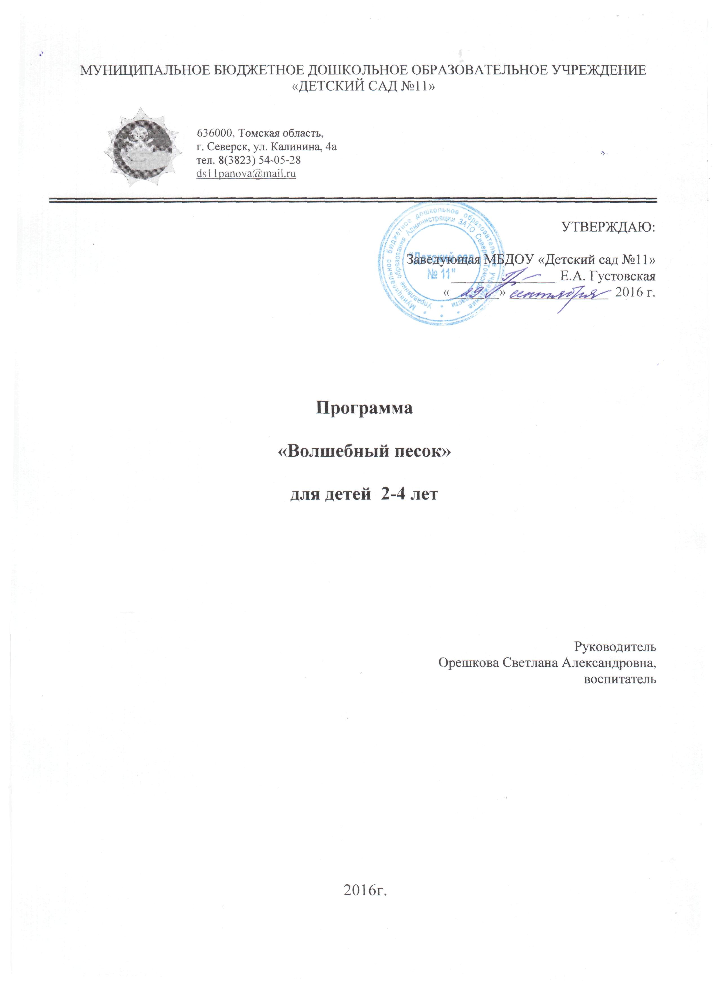 МУНИЦИПАЛЬНОЕ БЮДЖЕТНОЕ ДОШКОЛЬНОЕ ОБРАЗОВАТЕЛЬНОЕ УЧРЕЖДЕНИЕ
«ДЕТСКИЙ САД №11»
636000, Томская область,
г. Северск, ул. Калинина, 4а
тел. 8(3823) 54-05-28
ds11panova@mail.ru
УТВЕРЖДАЮ:
Муниципальное бюджетное дошкольное образовательное учреждение
Управление образования Администрации ЗАТО Северск Томской области
“Детский сад
№ 11”
Заведующая МБДОУ «Детский сад №11»
Е.А. Густовская
«29» сентября 2016 г.
Программа
«Волшебный песок»
для детей 2-4 лет
Руководитель
Орешкова Светлана Александровна,
воспитатель
2016г.